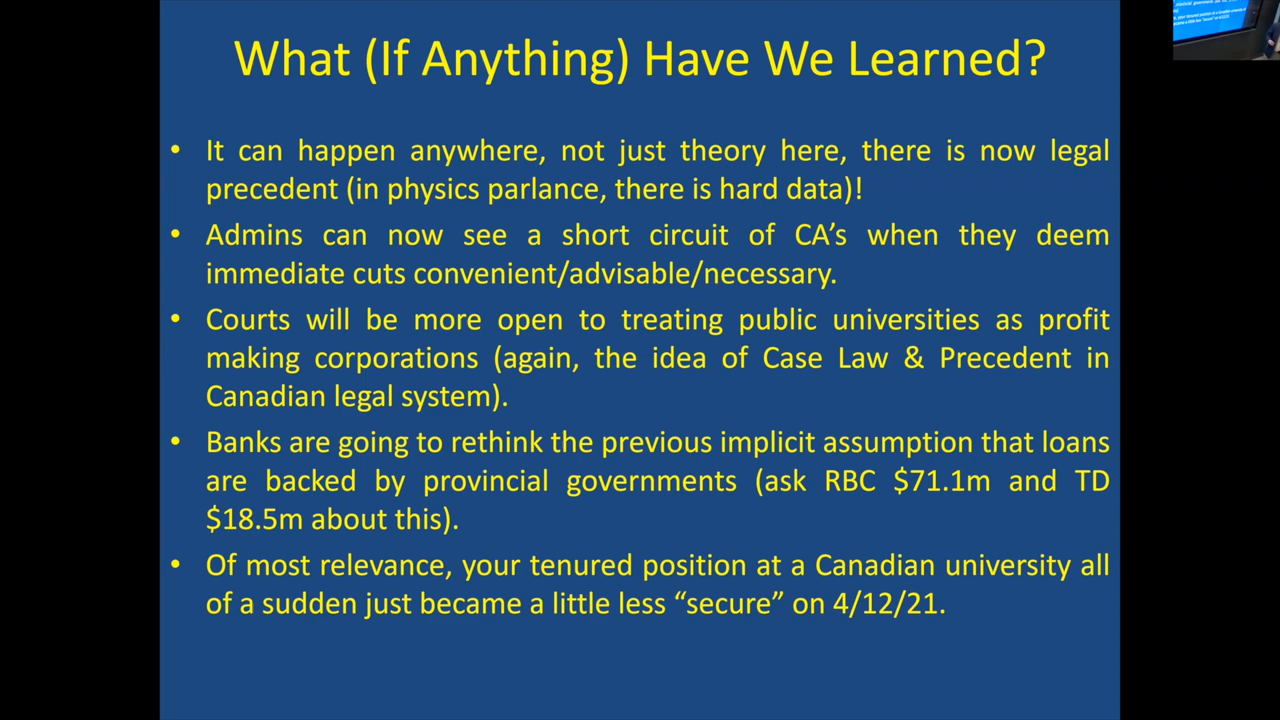 What (If Anything) Have We Learned?
• It can happen anywhere, not just theory here, there is now legal
precedent (in physics parlance, there is hard data)!
• Admins can now see a short circuit of CA's when they deem
immediate cuts convenient/advisable/necessary.
• Courts will be more open to treating public universities as profit
making corporations (again, the idea of Case Law & Precedent in
Canadian legal system).
• Banks are going to rethink the previous implicit assumption that loans
are backed by provincial governments (ask RBC $71.1m and TD
$18.5m about this).
• Of most relevance, your tenured position at a Canadian university all
of a sudden just became a little less “secure” on 4/12/21.